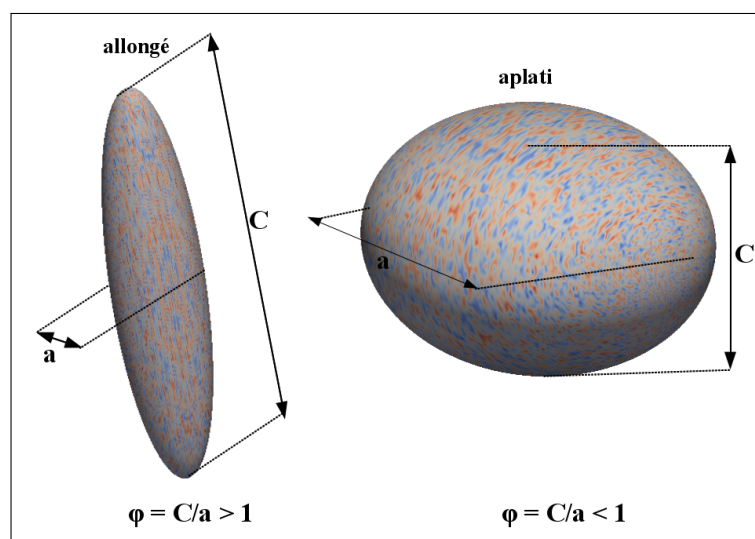 allongé
C
a
φ = C/a > 1
aplati
C
a
φ = C/a < 1